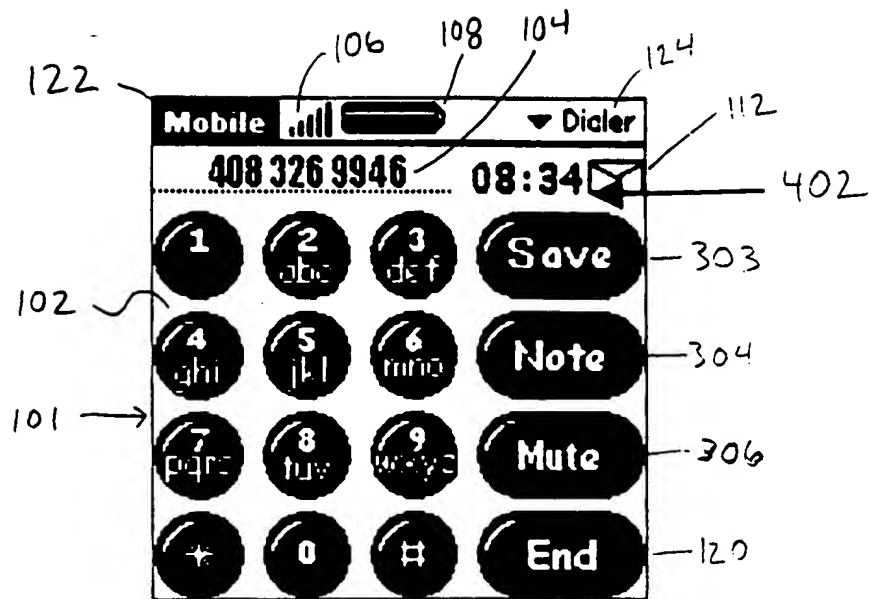 106 108 104
122 124
Mobile Dialer 112
408 326 9946 08:34 402
1 2 3 Save 303
abc def
102
4 5 6 Note 304
ghi jkl mno
101
7 8 9 Mute 306
pqrs tuv wxyz
* 0 # End 120